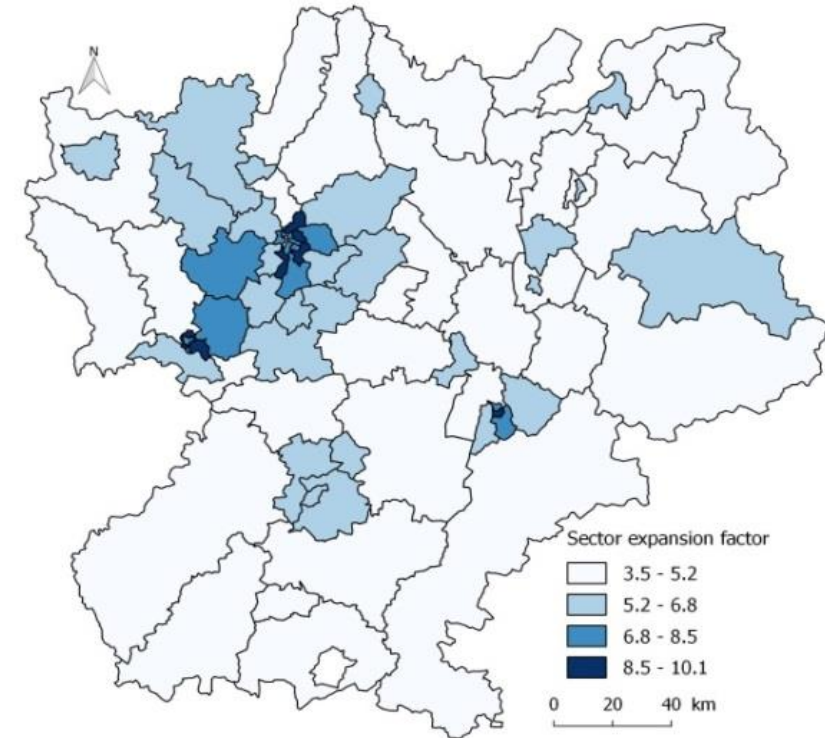 N
Sector expansion factor
3.5 - 5.2
5.2 - 6.8
6.8 - 8.5
8.5 - 10.1
0 20 40 km